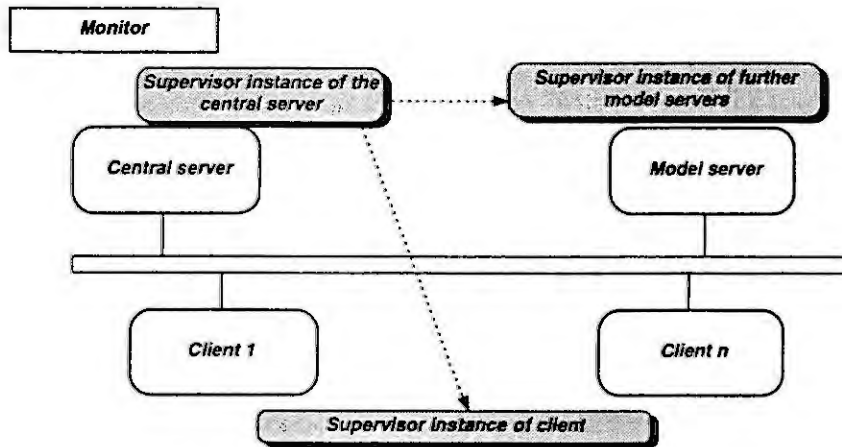 Monitor
Supervisor instance of the
central server
Supervisor instance of further
model servers
Central server
Model server
Client 1
Client n
Supervisor instance of client